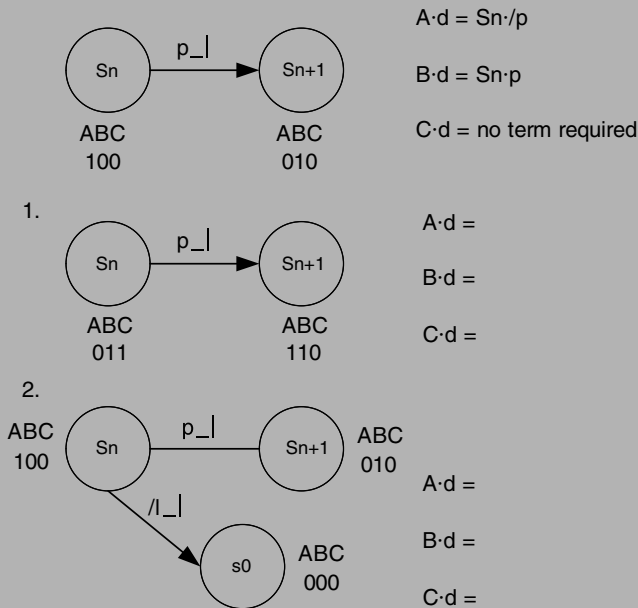 A·d = Sn·/p
p_|
Sn
Sn+1
B·d = Sn·p
ABC
100
ABC
010
C·d = no term required
1.
p_|
Sn
Sn+1
A·d =
B·d =
ABC
011
ABC
110
C·d =
2.
ABC
100
Sn
p_|
Sn+1
ABC
010
/I_|
A·d =
s0
ABC
000
B·d =
C·d =